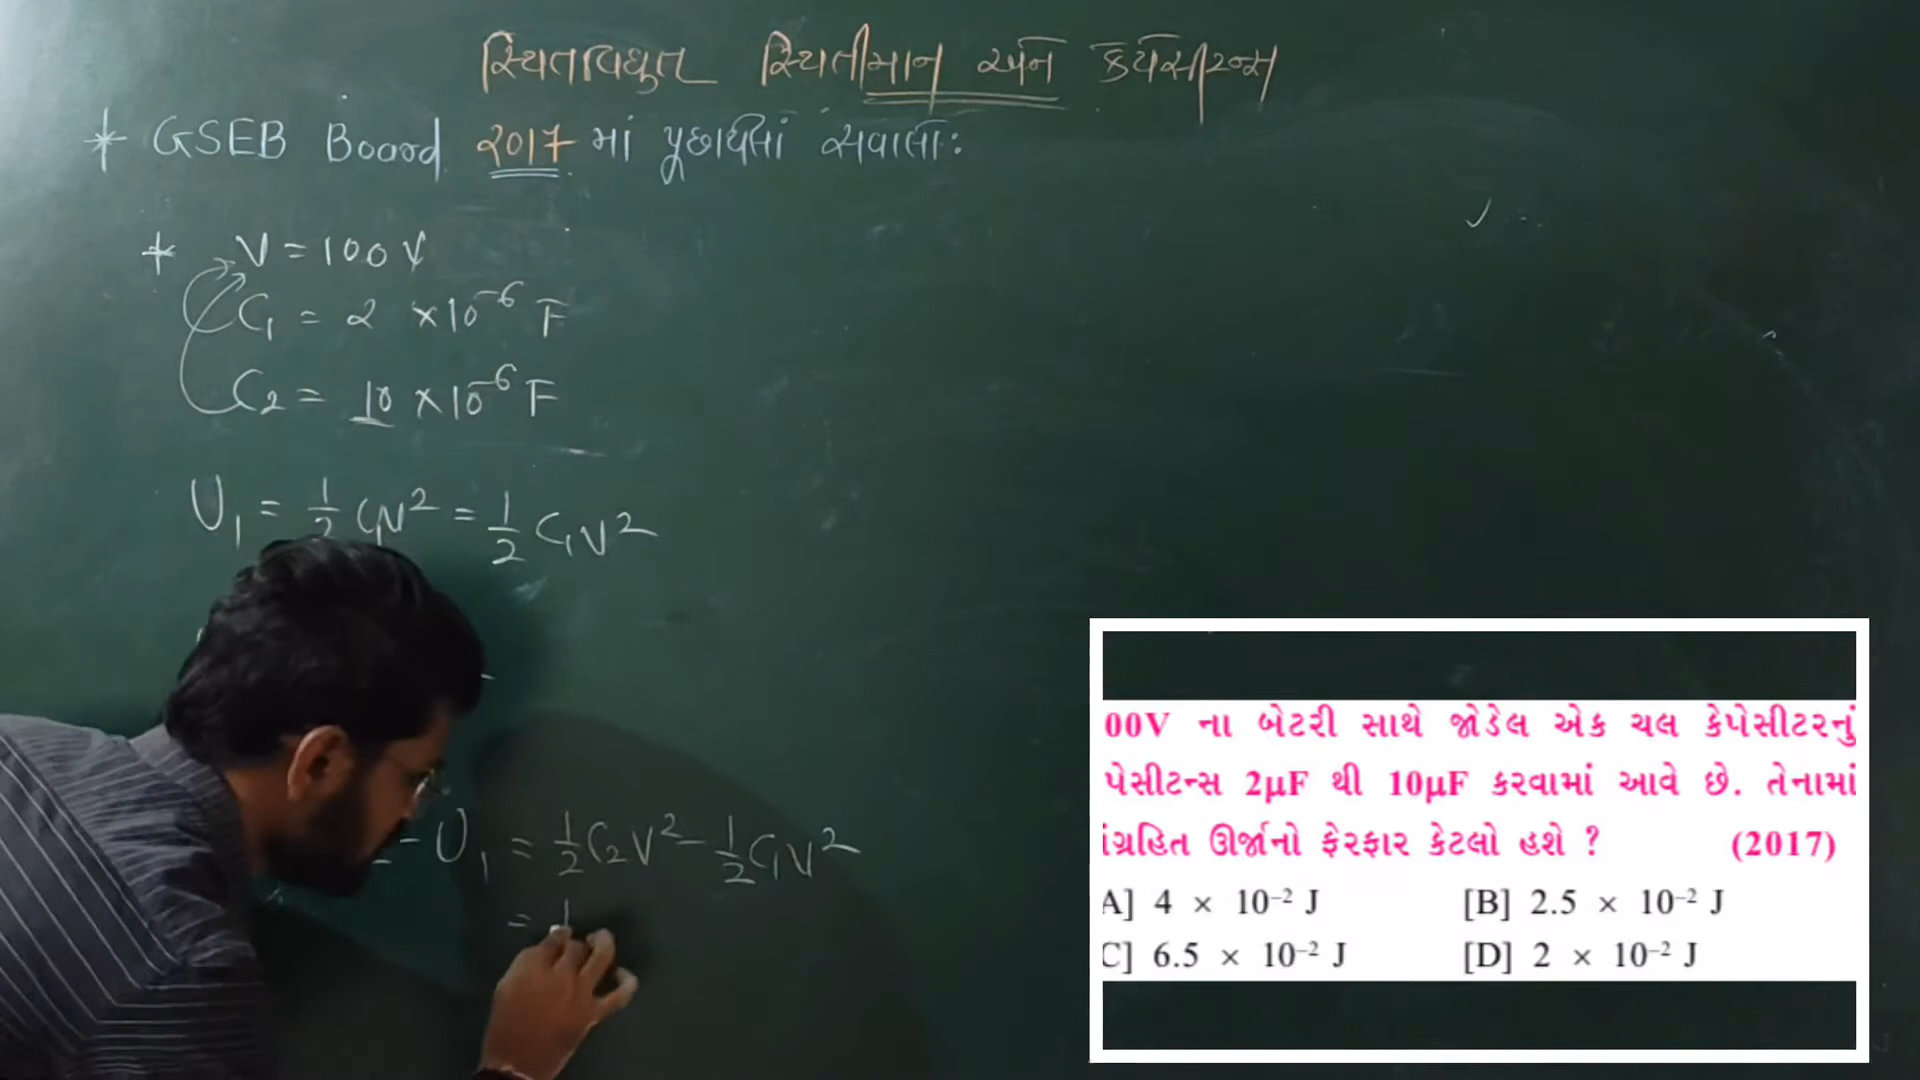 સ્થિતવિદ્યુત સ્થિતીમાન અને કેપેસીટન્સ
* GSEB Board 2017 માં પૂછાયેલાં સવાલો:
* V = 100 V
C₁ = 2 × 10⁻⁶ F
C₂ = 10 × 10⁻⁶ F
U₁ = 1/2 C₁V² = 1/2 C₁V²
- U₁ = 1/2 C₂V² - 1/2 C₁V²
= 1
00V ના બેટરી સાથે જોડેલ એક ચલ કેપેસીટરનું
પેસીટન્સ 2μF થી 10μF કરવામાં આવે છે. તેનામાં
ંગ્રહિત ઊર્જાનો ફેરફાર કેટલો હશે ? (2017)
A] 4 × 10⁻² J [B] 2.5 × 10⁻² J
C] 6.5 × 10⁻² J [D] 2 × 10⁻² J